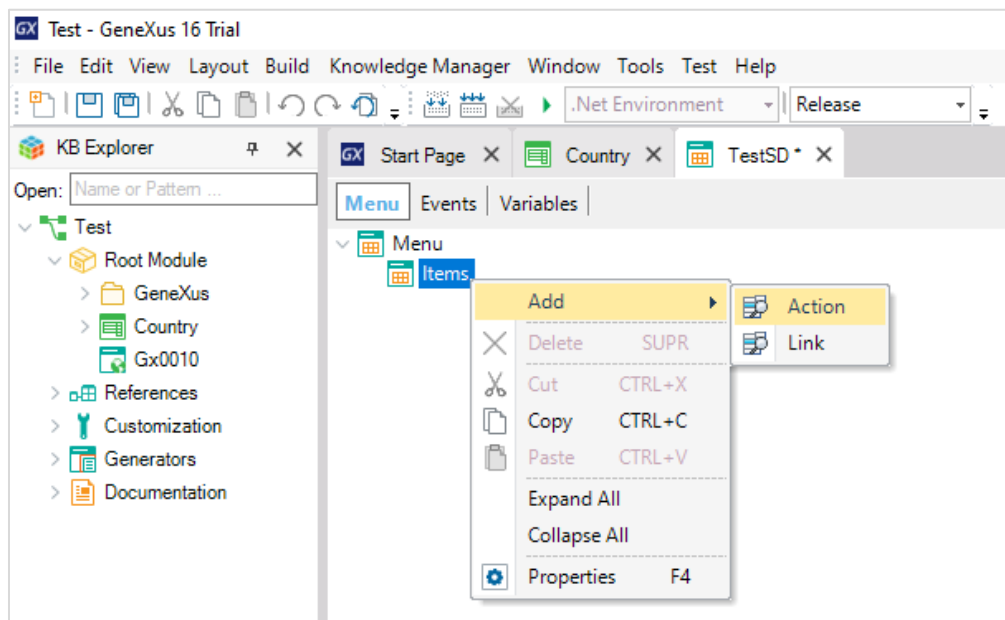 GX Test - GeneXus 16 Trial
File Edit View Layout Build Knowledge Manager Window Tools Test Help
.Net Environment Release
KB Explorer
GX Start Page Country TestSD *
Open: Name or Pattern ...
Menu Events Variables
Test
Root Module
GeneXus
Country
Gx0010
References
Customization
Generators
Documentation
Menu
Items
Add
Delete SUPR
Cut CTRL+X
Copy CTRL+C
Paste CTRL+V
Expand All
Collapse All
Properties F4
Action
Link